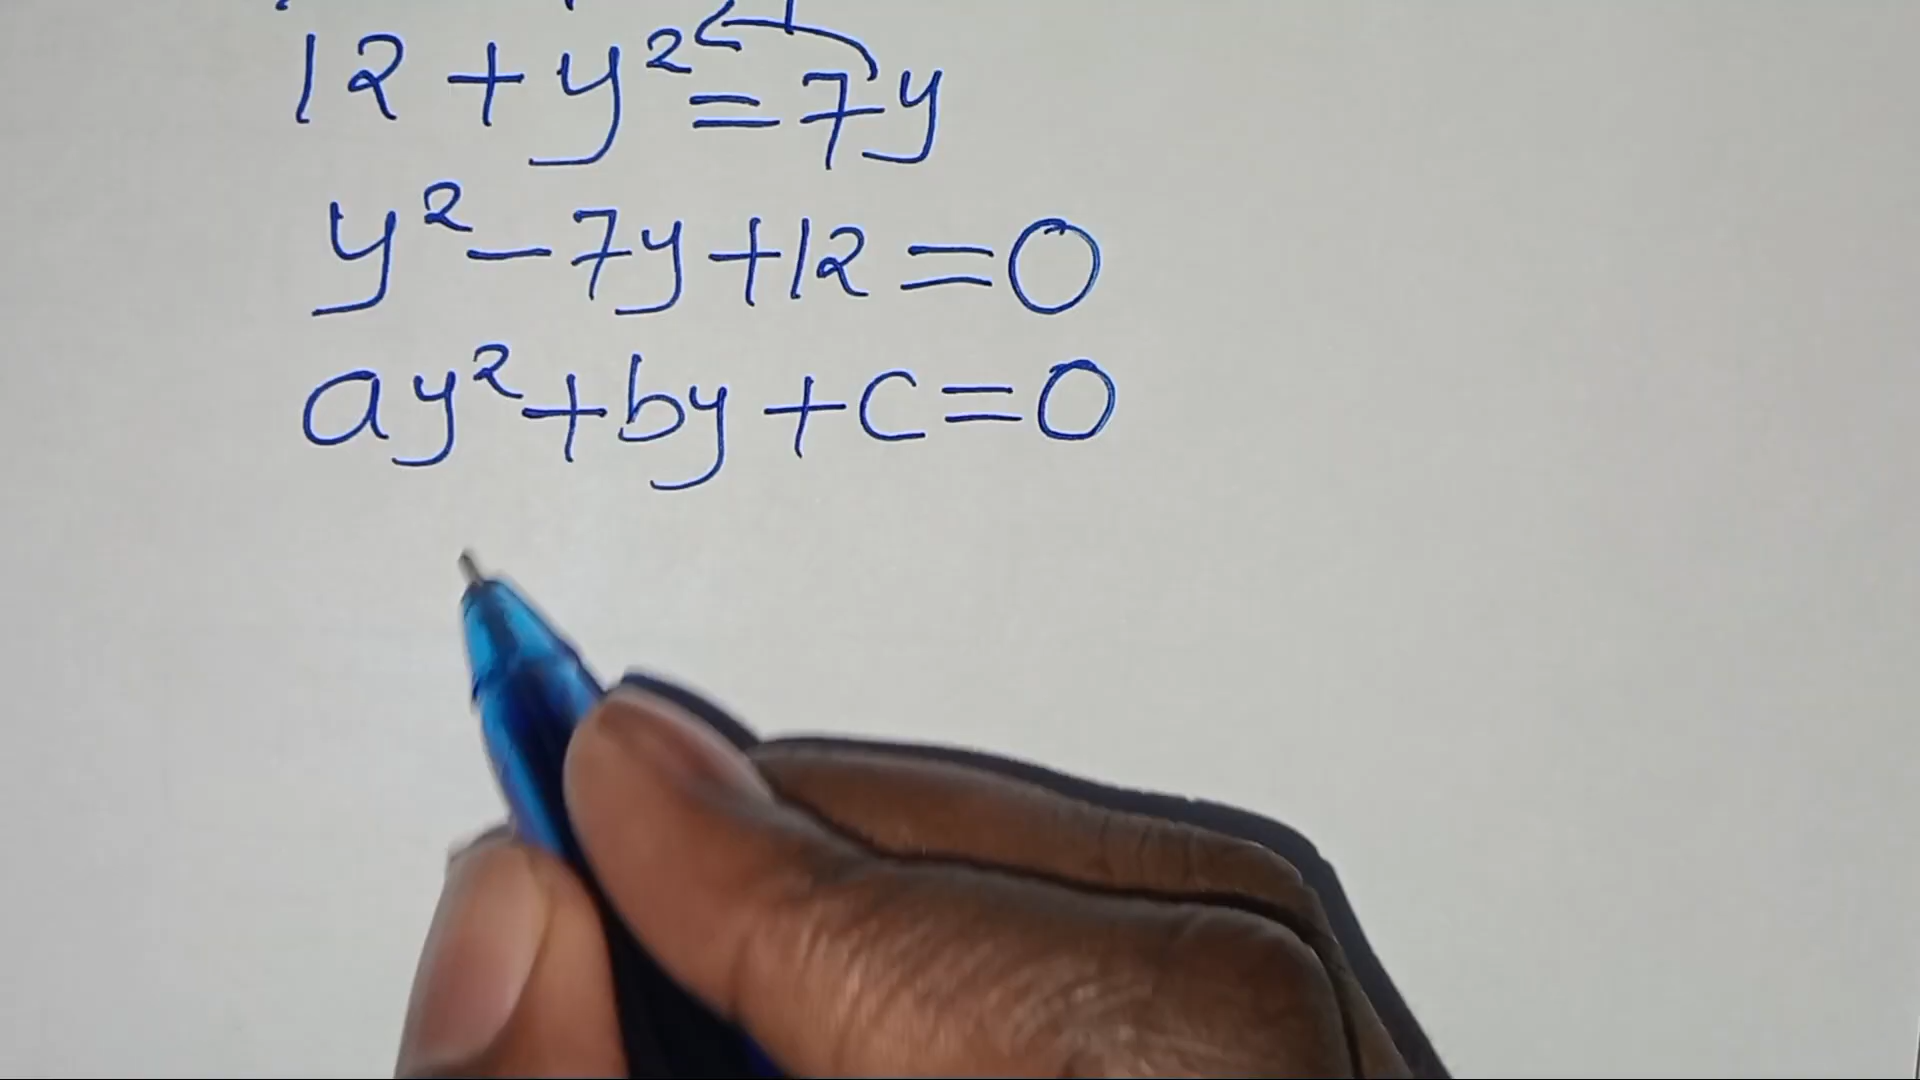 12 + y² = 7y
y² - 7y + 12 = 0
ay² + by + c = 0